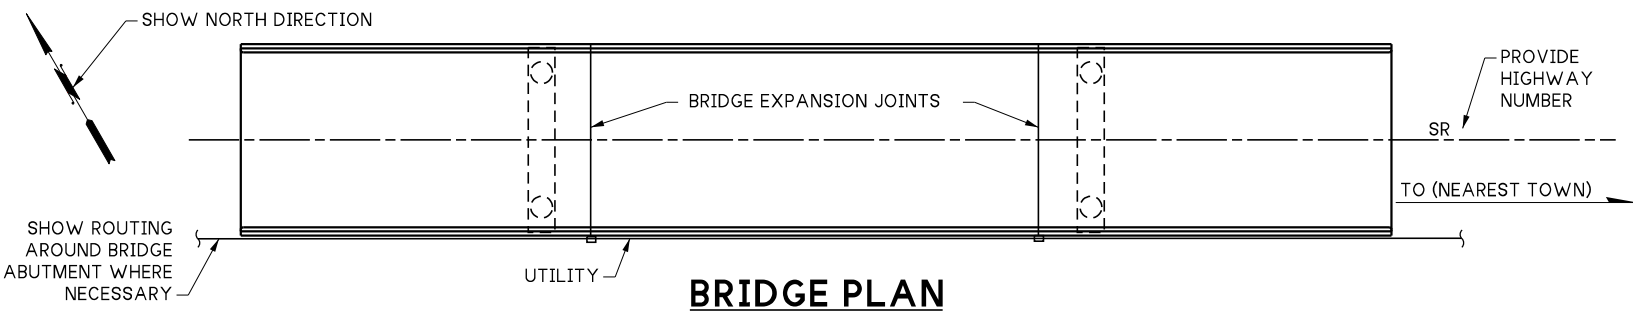 SHOW NORTH DIRECTION
PROVIDE
HIGHWAY
NUMBER
BRIDGE EXPANSION JOINTS
SR
TO (NEAREST TOWN)
SHOW ROUTING
AROUND BRIDGE
ABUTMENT WHERE
NECESSARY
UTILITY
BRIDGE PLAN